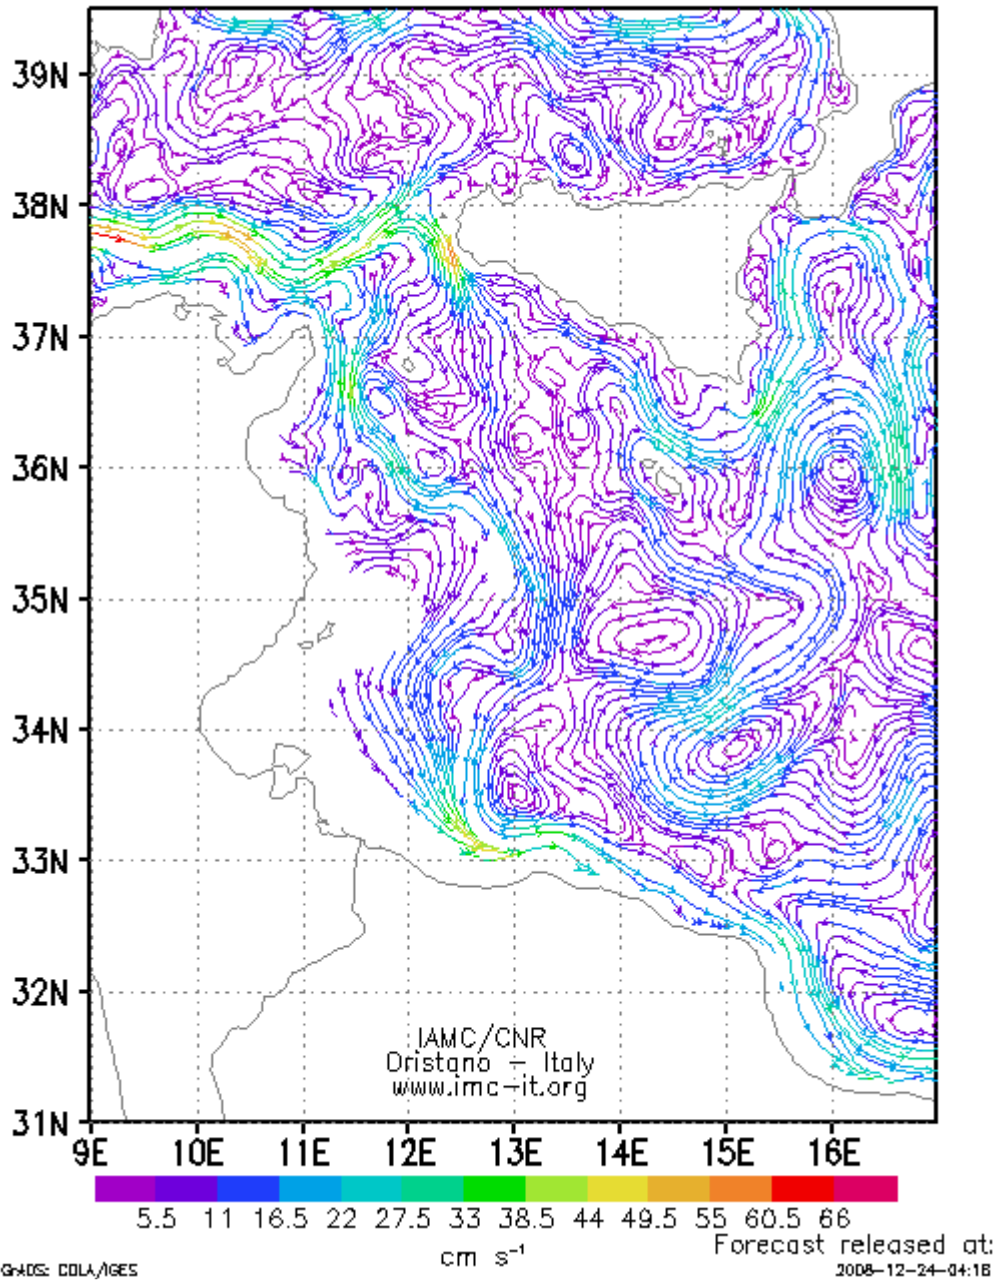 39N
38N
37N
36N
35N
34N
33N
32N
31N
IAMC/CNR
Oristano – Italy
www.imc-it.org
9E 10E 11E 12E 13E 14E 15E 16E
5.5 11 16.5 22 27.5 33 38.5 44 49.5 55 60.5 66
cm s⁻¹
Forecast released at:
GrADS: COLA/IGES
2008-12-24-04:18